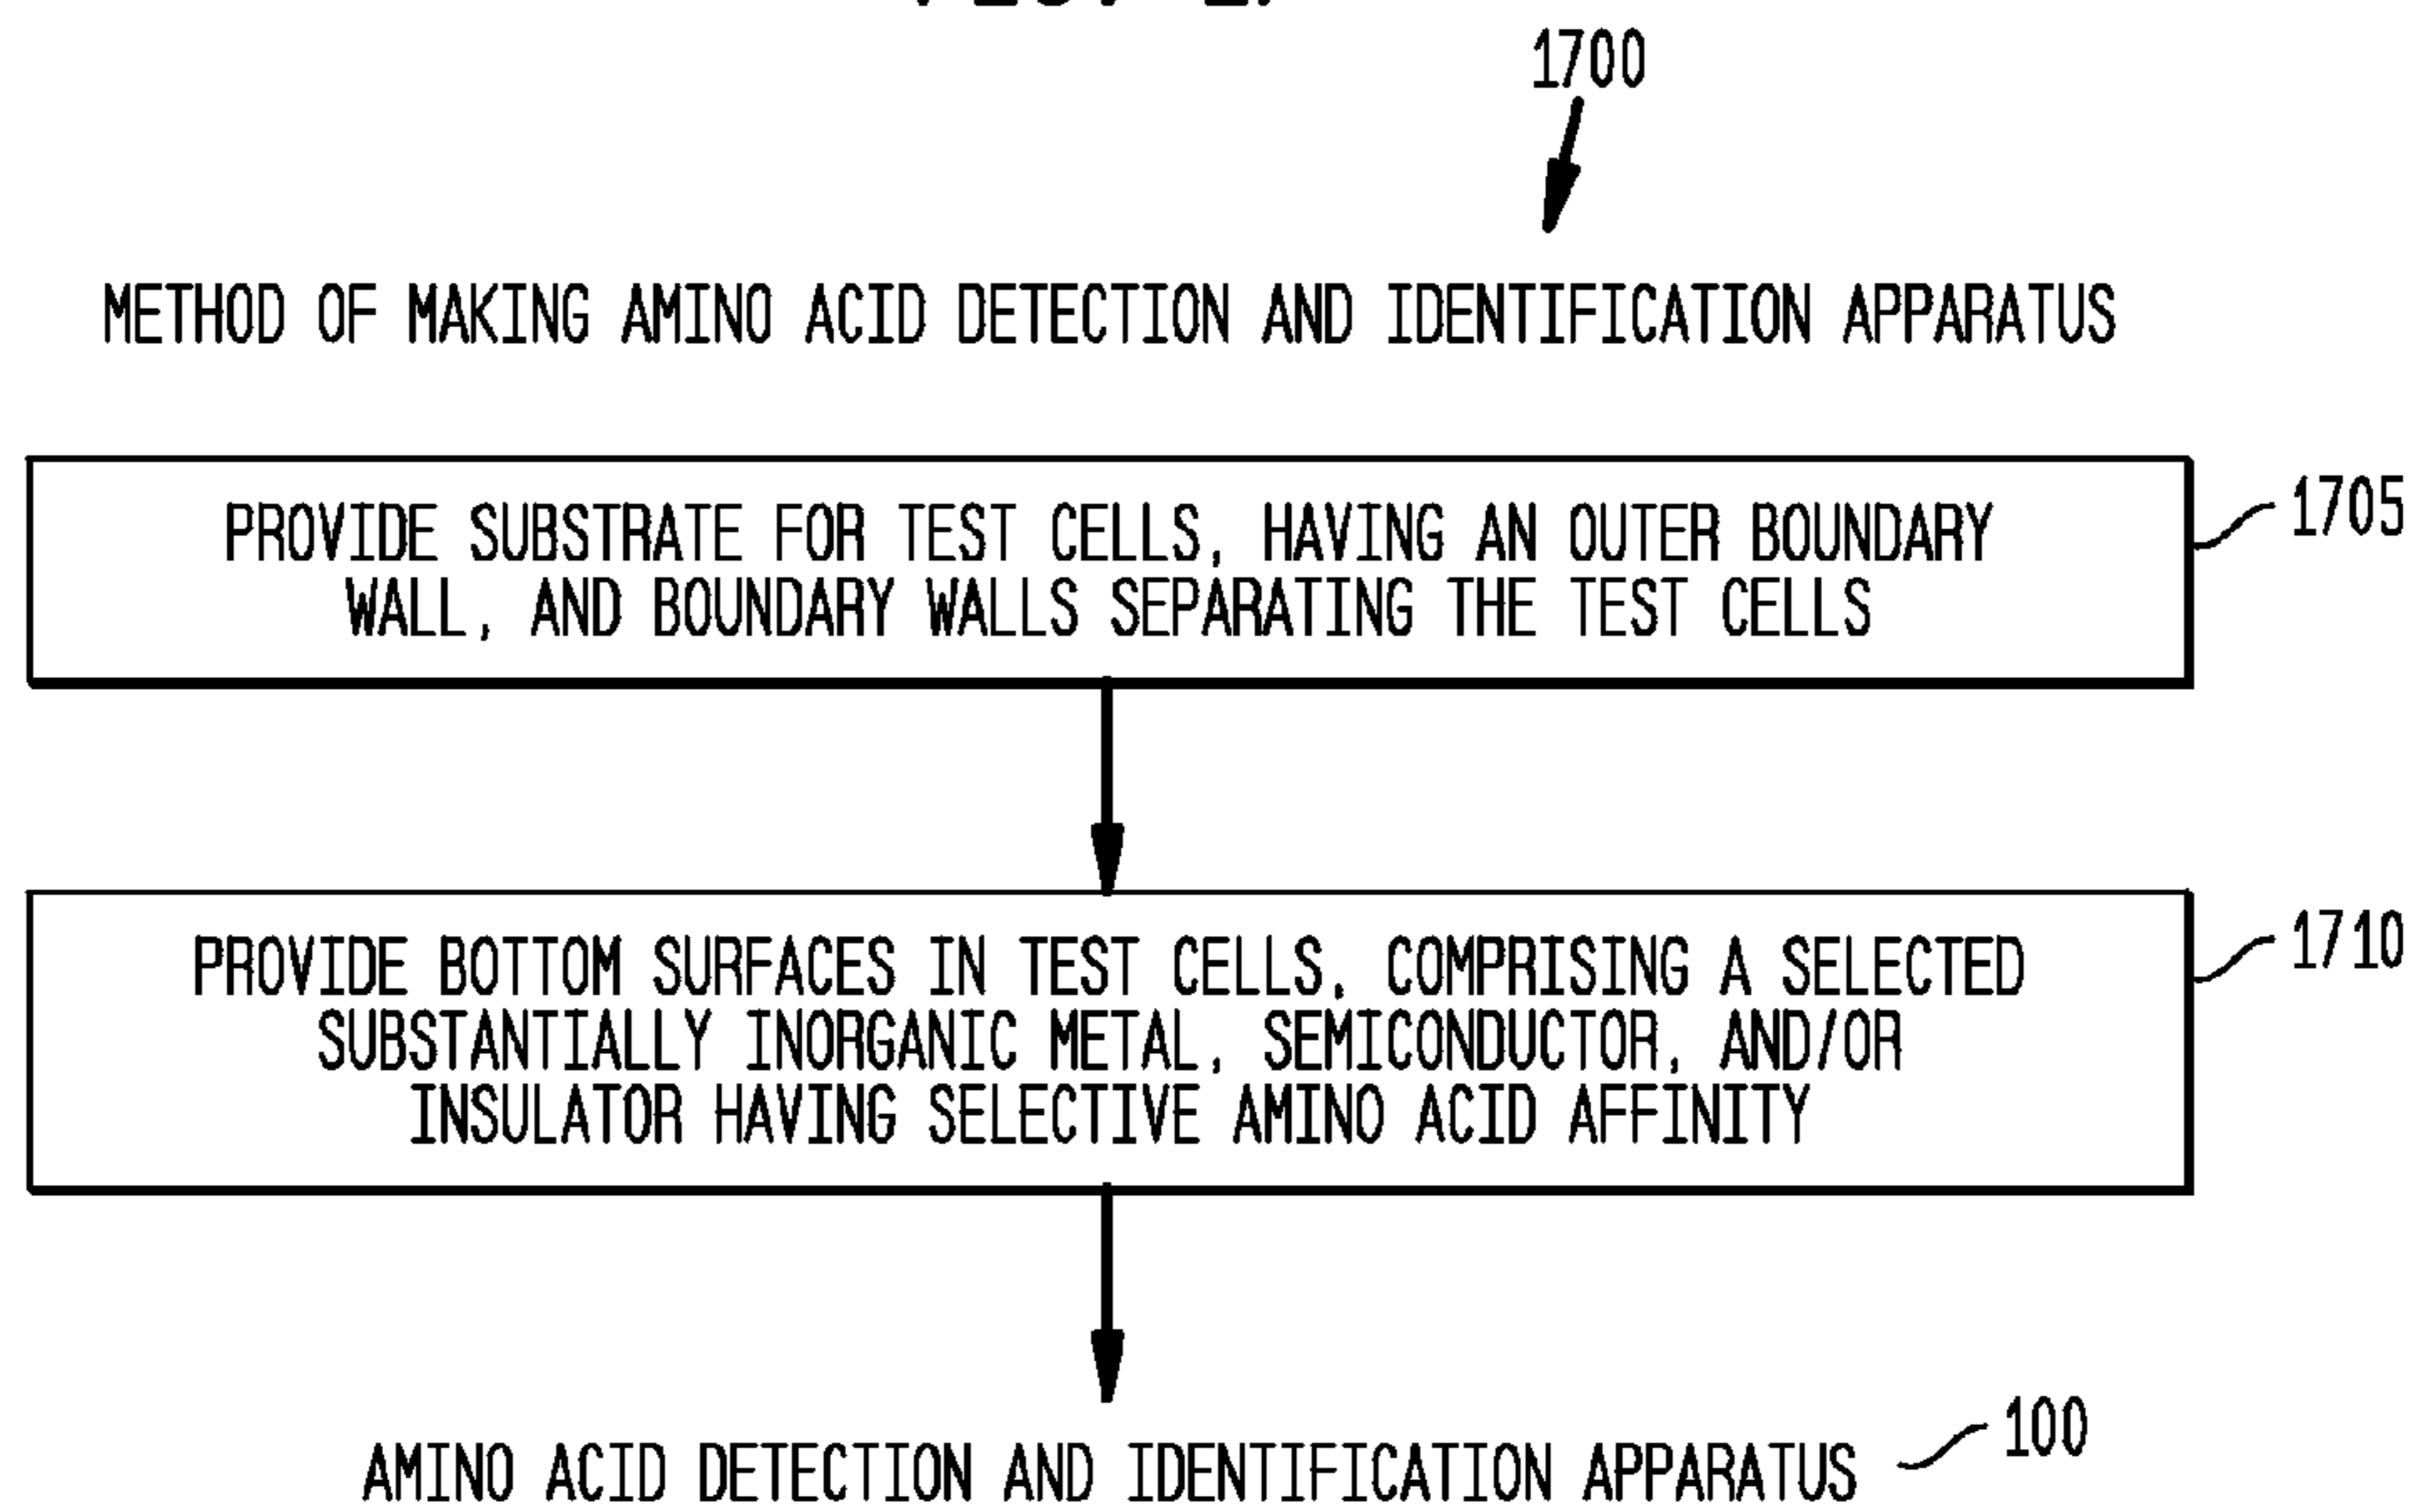 1700
METHOD OF MAKING AMINO ACID DETECTION AND IDENTIFICATION APPARATUS
PROVIDE SUBSTRATE FOR TEST CELLS, HAVING AN OUTER BOUNDARY
WALL, AND BOUNDARY WALLS SEPARATING THE TEST CELLS
1705
PROVIDE BOTTOM SURFACES IN TEST CELLS, COMPRISING A SELECTED
SUBSTANTIALLY INORGANIC METAL, SEMICONDUCTOR, AND/OR
INSULATOR HAVING SELECTIVE AMINO ACID AFFINITY
1710
AMINO ACID DETECTION AND IDENTIFICATION APPARATUS
100